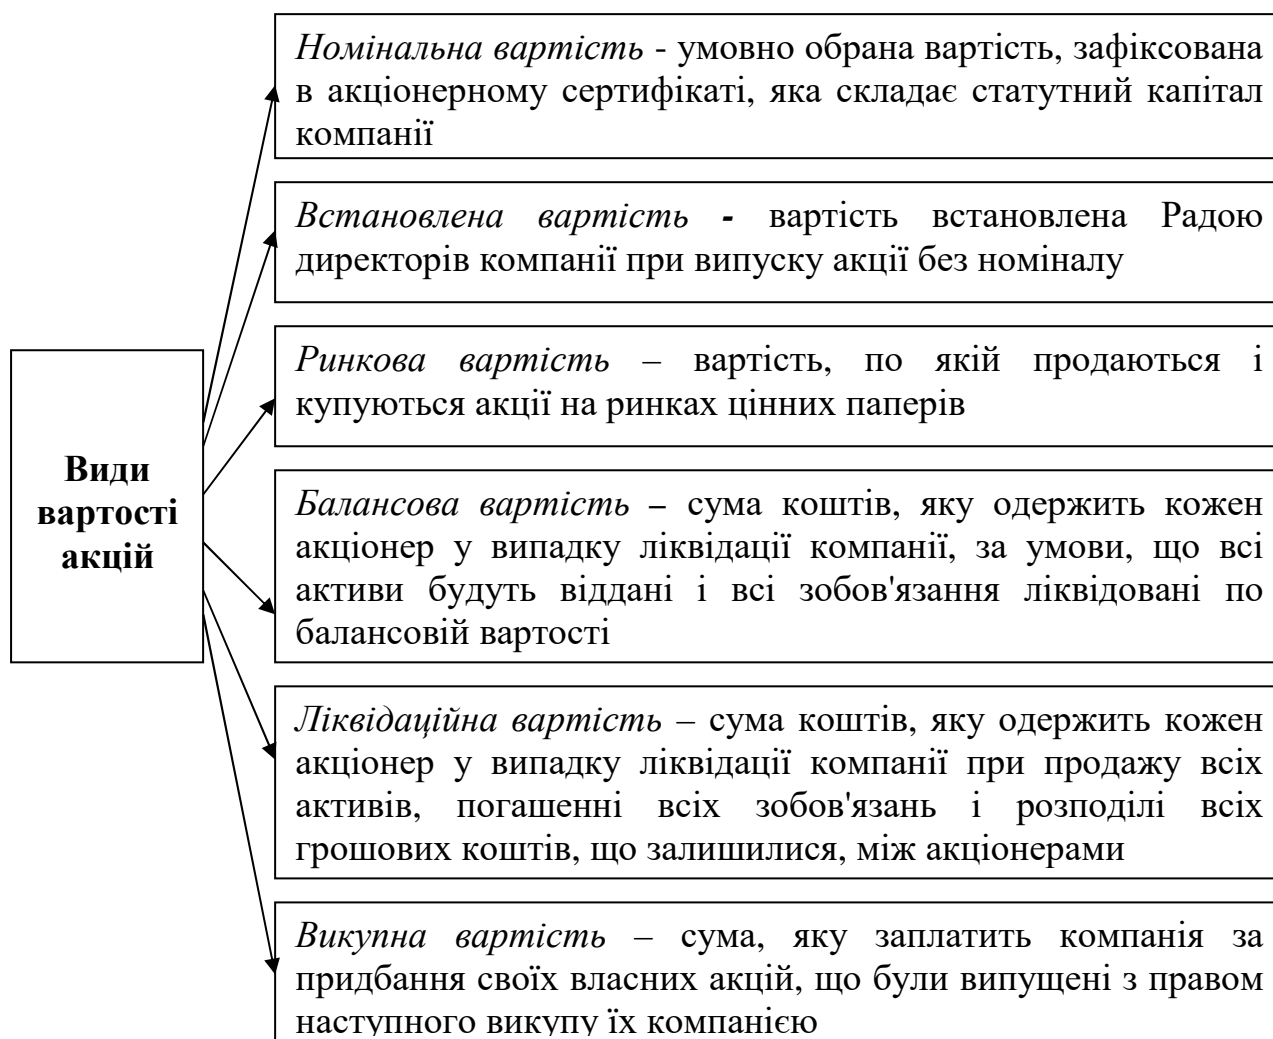 Номінальна вартість - умовно обрана вартість, зафіксована
в акціонерному сертифікаті, яка складає статутний капітал
компанії
Встановлена вартість - вартість встановлена Радою
директорів компанії при випуску акції без номіналу
Ринкова вартість – вартість, по якій продаються і
купуються акції на ринках цінних паперів
Види
вартості
акцій
Балансова вартість – сума коштів, яку одержить кожен
акціонер у випадку ліквідації компанії, за умови, що всі
активи будуть віддані і всі зобов'язання ліквідовані по
балансовій вартості
Ліквідаційна вартість – сума коштів, яку одержить кожен
акціонер у випадку ліквідації компанії при продажу всіх
активів, погашенні всіх зобов'язань і розподілі всіх
грошових коштів, що залишилися, між акціонерами
Викупна вартість – сума, яку заплатить компанія за
придбання своїх власних акцій, що були випущені з правом
наступного викупу їх компанією